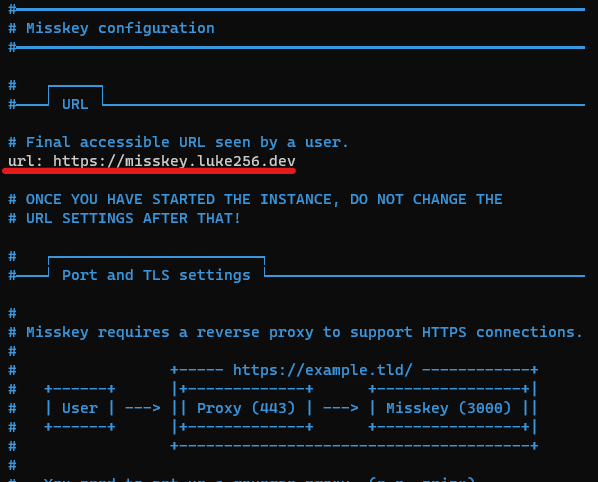 #
# Misskey configuration
#
#
# URL
# Final accessible URL seen by a user.
url: https://misskey.luke256.dev
# ONCE YOU HAVE STARTED THE INSTANCE, DO NOT CHANGE THE
# URL SETTINGS AFTER THAT!
#
# Port and TLS settings
#
# Misskey requires a reverse proxy to support HTTPS connections.
#
#                 +----- https://example.tld/ ------------+
#   +------+      |+-------------+      +----------------+|
#   | User | ---> || Proxy (443) | ---> | Misskey (3000) ||
#   +------+      |+-------------+      +----------------+|
#                 +---------------------------------------+
#